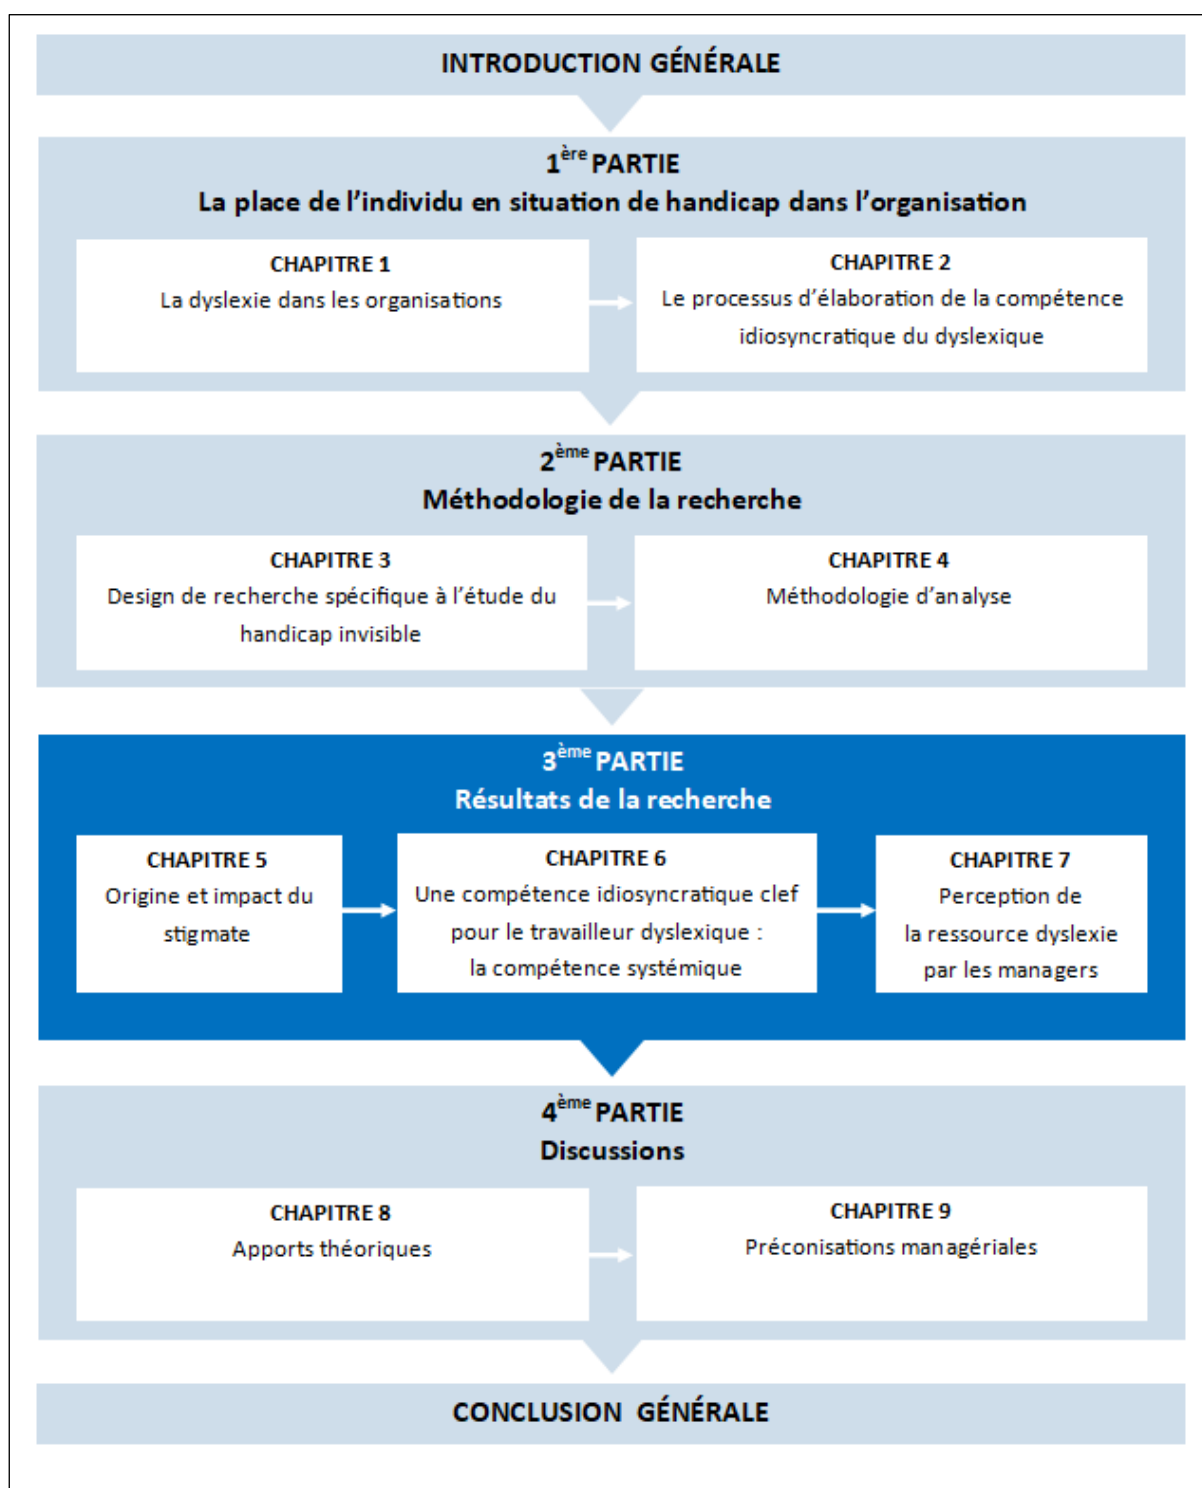 INTRODUCTION GÉNÉRALE
1ère PARTIE
La place de l’individu en situation de handicap dans l’organisation
CHAPITRE 1
La dyslexie dans les organisations
CHAPITRE 2
Le processus d’élaboration de la compétence
idiosyncratique du dyslexique
2ème PARTIE
Méthodologie de la recherche
CHAPITRE 3
Design de recherche spécifique à l’étude du
handicap invisible
CHAPITRE 4
Méthodologie d’analyse
3ème PARTIE
Résultats de la recherche
CHAPITRE 5
Origine et impact du
stigmate
CHAPITRE 6
Une compétence idiosyncratique clef
pour le travailleur dyslexique :
la compétence systémique
CHAPITRE 7
Perception de
la ressource dyslexie
par les managers
4ème PARTIE
Discussions
CHAPITRE 8
Apports théoriques
CHAPITRE 9
Préconisations managériales
CONCLUSION GÉNÉRALE